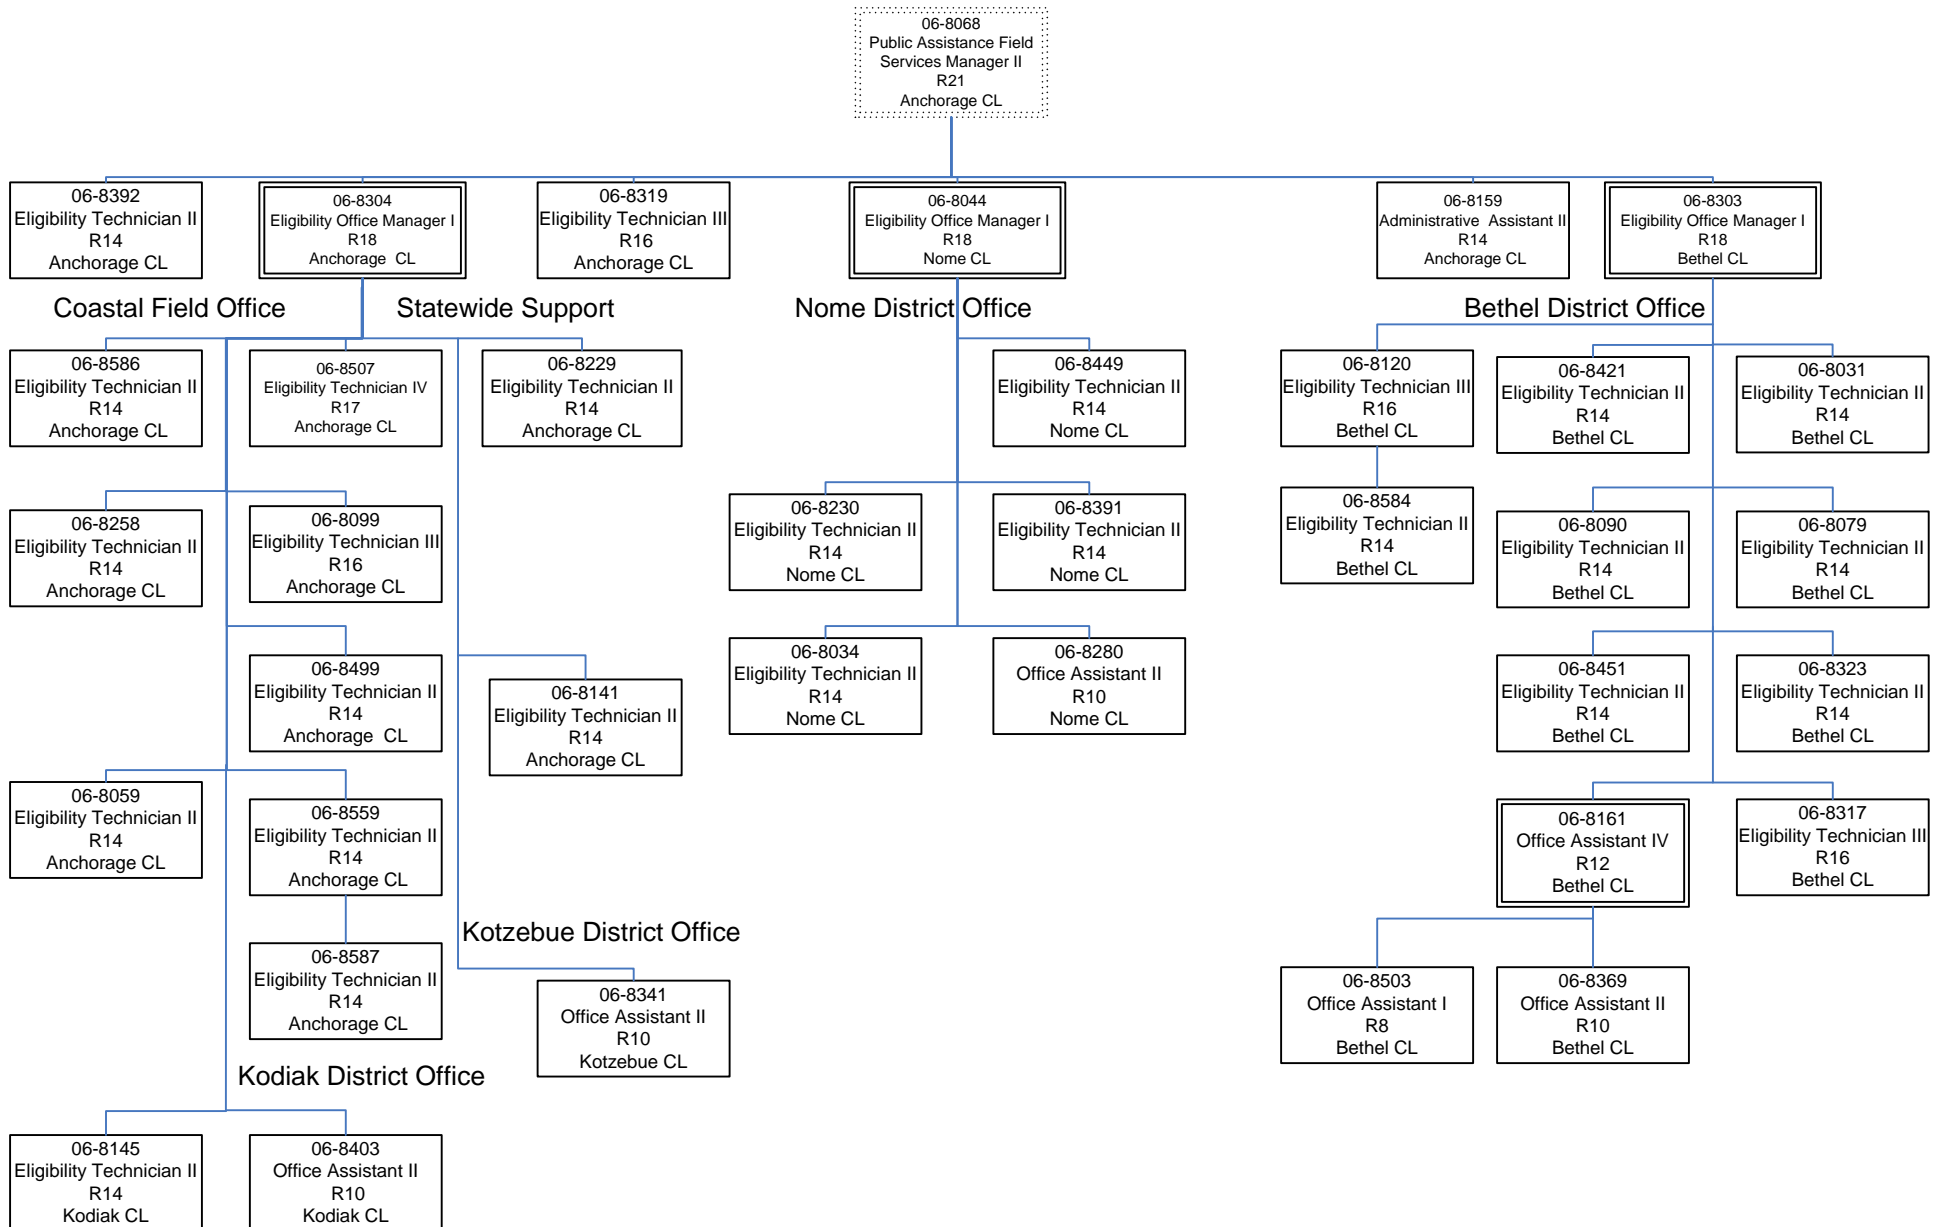 06-8068
Public Assistance Field
Services Manager II
R21
Anchorage CL
06-8392
Eligibility Technician II
R14
Anchorage CL
06-8304
Eligibility Office Manager I
R18
Anchorage CL
06-8319
Eligibility Technician III
R16
Anchorage CL
06-8044
Eligibility Office Manager I
R18
Nome CL
06-8159
Administrative Assistant II
R14
Anchorage CL
06-8303
Eligibility Office Manager I
R18
Bethel CL
Coastal Field Office
Statewide Support
Nome District Office
Bethel District Office
06-8586
Eligibility Technician II
R14
Anchorage CL
06-8507
Eligibility Technician IV
R17
Anchorage CL
06-8229
Eligibility Technician II
R14
Anchorage CL
06-8449
Eligibility Technician II
R14
Nome CL
06-8120
Eligibility Technician III
R16
Bethel CL
06-8421
Eligibility Technician II
R14
Bethel CL
06-8031
Eligibility Technician II
R14
Bethel CL
06-8258
Eligibility Technician II
R14
Anchorage CL
06-8099
Eligibility Technician III
R16
Anchorage CL
06-8230
Eligibility Technician II
R14
Nome CL
06-8391
Eligibility Technician II
R14
Nome CL
06-8584
Eligibility Technician II
R14
Bethel CL
06-8090
Eligibility Technician II
R14
Bethel CL
06-8079
Eligibility Technician II
R14
Bethel CL
06-8499
Eligibility Technician II
R14
Anchorage CL
06-8141
Eligibility Technician II
R14
Anchorage CL
06-8034
Eligibility Technician II
R14
Nome CL
06-8280
Office Assistant II
R10
Nome CL
06-8451
Eligibility Technician II
R14
Bethel CL
06-8323
Eligibility Technician II
R14
Bethel CL
06-8059
Eligibility Technician II
R14
Anchorage CL
06-8559
Eligibility Technician II
R14
Anchorage CL
06-8161
Office Assistant IV
R12
Bethel CL
06-8317
Eligibility Technician III
R16
Bethel CL
Kotzebue District Office
06-8587
Eligibility Technician II
R14
Anchorage CL
06-8341
Office Assistant II
R10
Kotzebue CL
06-8503
Office Assistant I
R8
Bethel CL
06-8369
Office Assistant II
R10
Bethel CL
Kodiak District Office
06-8145
Eligibility Technician II
R14
Kodiak CL
06-8403
Office Assistant II
R10
Kodiak CL